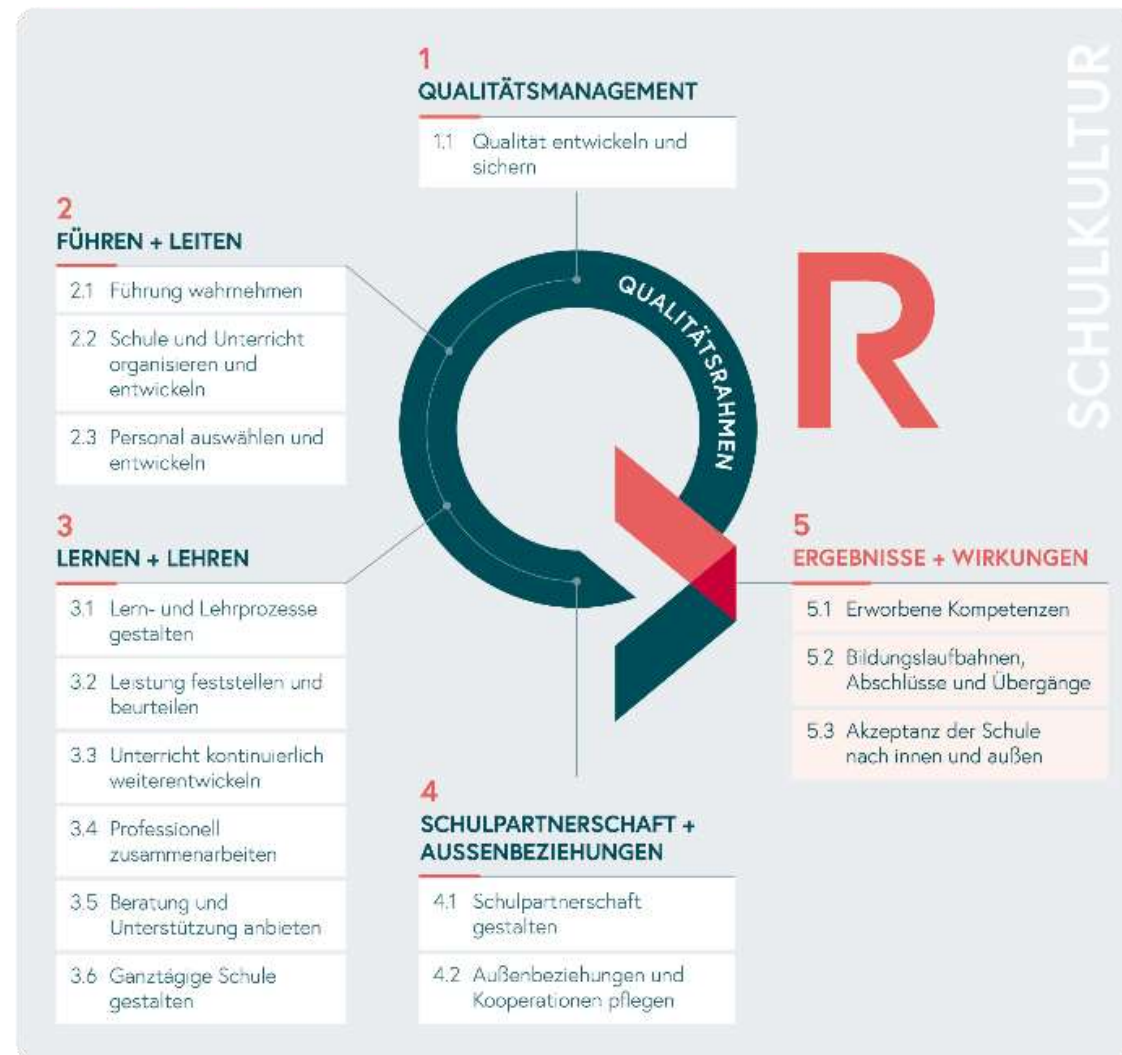 1
QUALITÄTSMANAGEMENT
1.1 Qualität entwickeln und
sichern
2
FÜHREN + LEITEN
2.1 Führung wahrnehmen
2.2 Schule und Unterricht
organisieren und
entwickeln
2.3 Personal auswählen und
entwickeln
3
LERNEN + LEHREN
3.1 Lern- und Lehrprozesse
gestalten
3.2 Leistung feststellen und
beurteilen
3.3 Unterricht kontinuierlich
weiterentwickeln
3.4 Professionell
zusammenarbeiten
3.5 Beratung und
Unterstützung anbieten
3.6 Ganztägige Schule
gestalten
4
SCHULPARTNERSCHAFT +
AUSSENBEZIEHUNGEN
4.1 Schulpartnerschaft
gestalten
4.2 Außenbeziehungen und
Kooperationen pflegen
5
ERGEBNISSE + WIRKUNGEN
5.1 Erworbene Kompetenzen
5.2 Bildungslaufbahnen,
Abschlüsse und Übergänge
5.3 Akzeptanz der Schule
nach innen und außen
QUALITÄTSRAHMEN
Q R
SCHULKULTUR